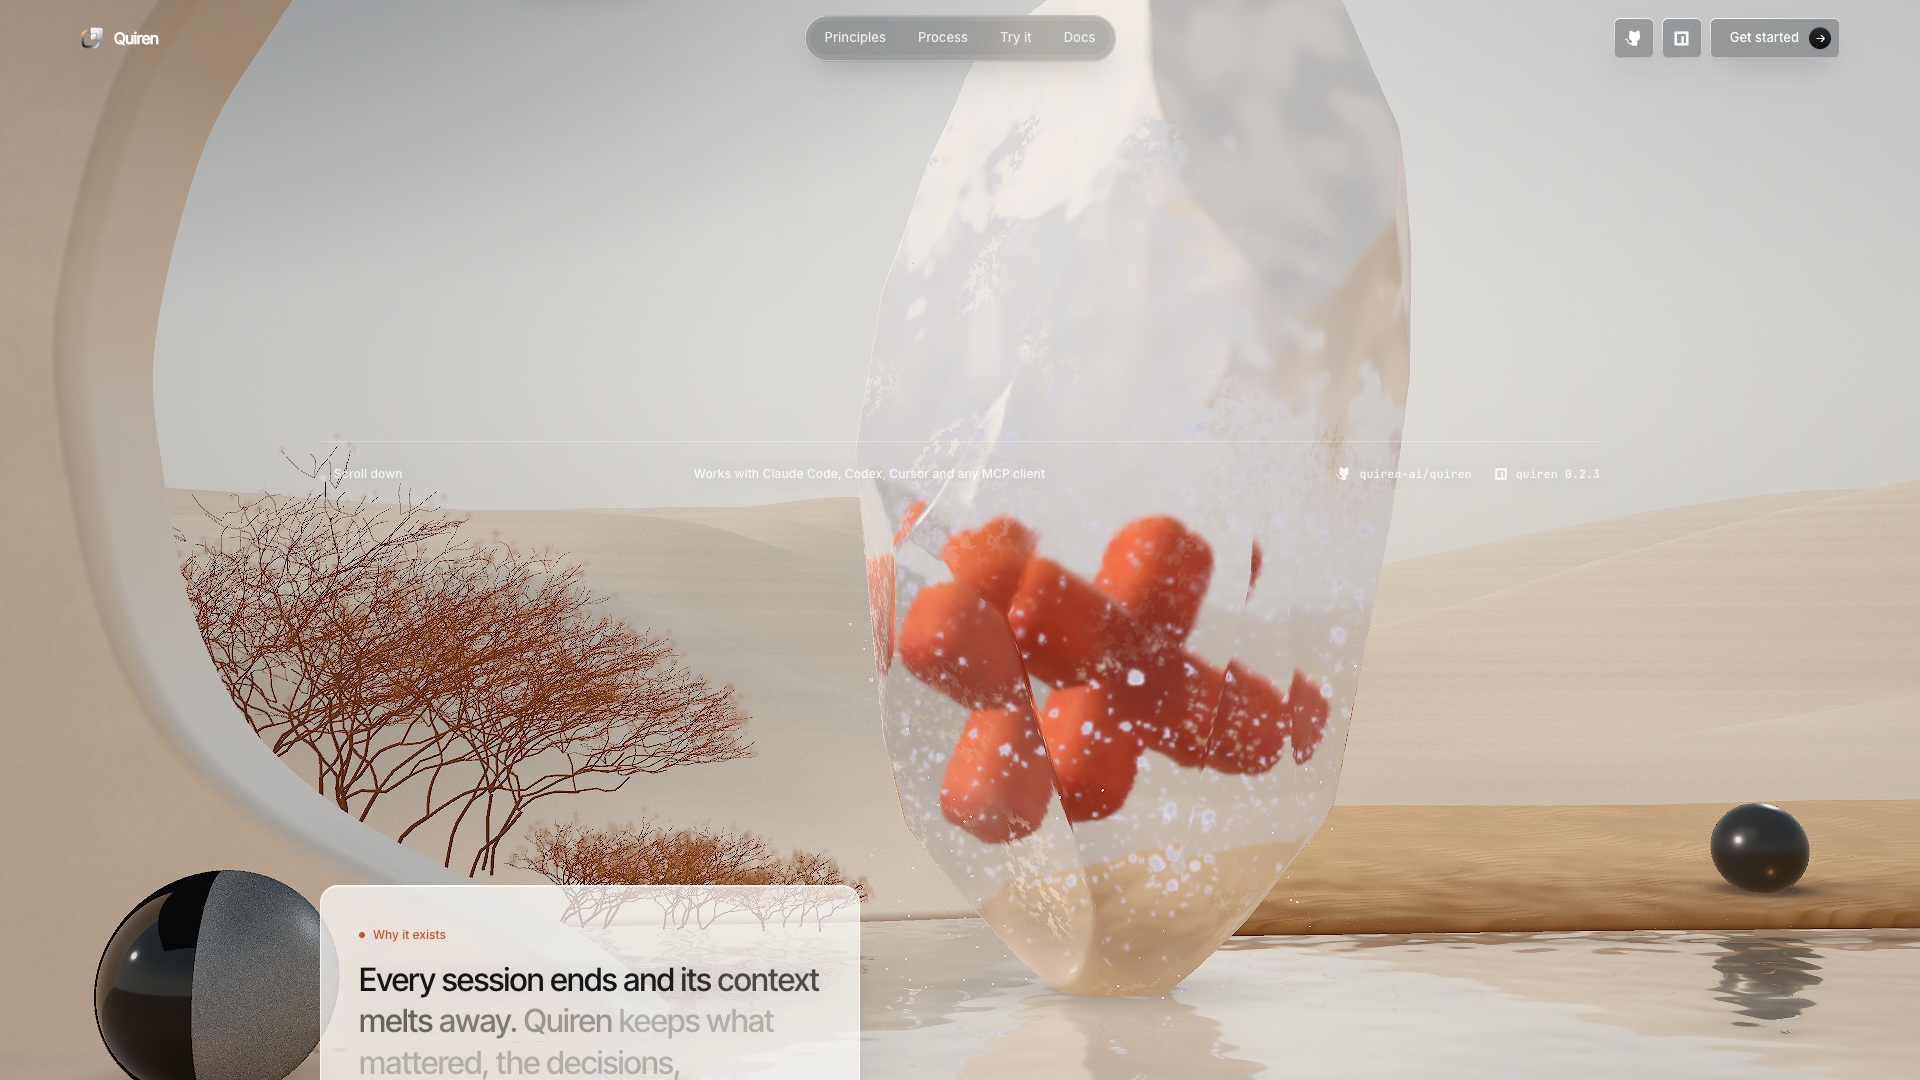 Quiren
Principles Process Try it Docs
Get started
Scroll down
Works with Claude Code, Codex, Cursor and any MCP client
quiren-ai/quiren quiren 0.2.3
Why it exists
Every session ends and its context
melts away. Quiren keeps what
mattered, the decisions,